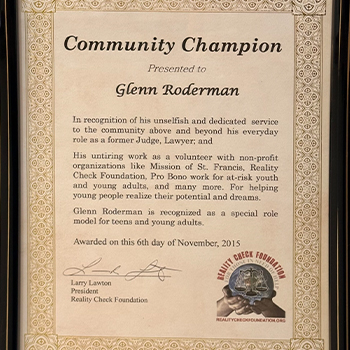 Community Champion
Presented to
Glenn Roderman
In recognition of his unselfish and dedicated service
to the community above and beyond his everyday
role as a former Judge, Lawyer; and
His untiring work as a volunteer with non-profit
organizations like Mission of St. Francis, Reality
Check Foundation, Pro Bono work for at-risk youth
and young adults, and many more. For helping
young people realize their potential and dreams.
Glenn Roderman is recognized as a special role
model for teens and young adults.
Awarded on this 6th day of November, 2015
Larry Lawton
President
Reality Check Foundation
REALITY CHECK FOUNDATION
REALITYCHECKFOUNDATION.ORG